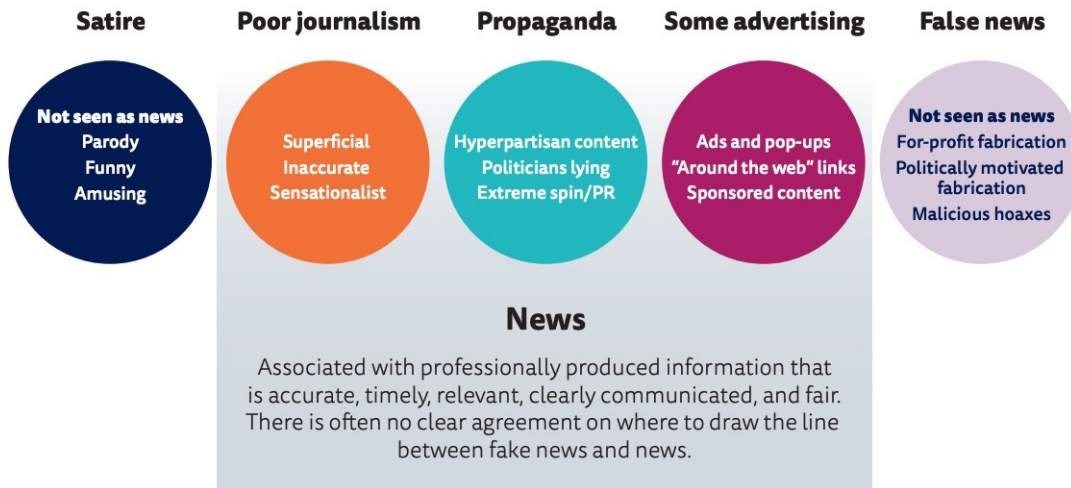 Satire
Poor journalism
Propaganda
Some advertising
False news
Not seen as news
Parody
Funny
Amusing
Superficial
Inaccurate
Sensationalist
Hyperpartisan content
Politicians lying
Extreme spin/PR
Ads and pop-ups
“Around the web” links
Sponsored content
Not seen as news
For-profit fabrication
Politically motivated
fabrication
Malicious hoaxes
News
Associated with professionally produced information that
is accurate, timely, relevant, clearly communicated, and fair.
There is often no clear agreement on where to draw the line
between fake news and news.